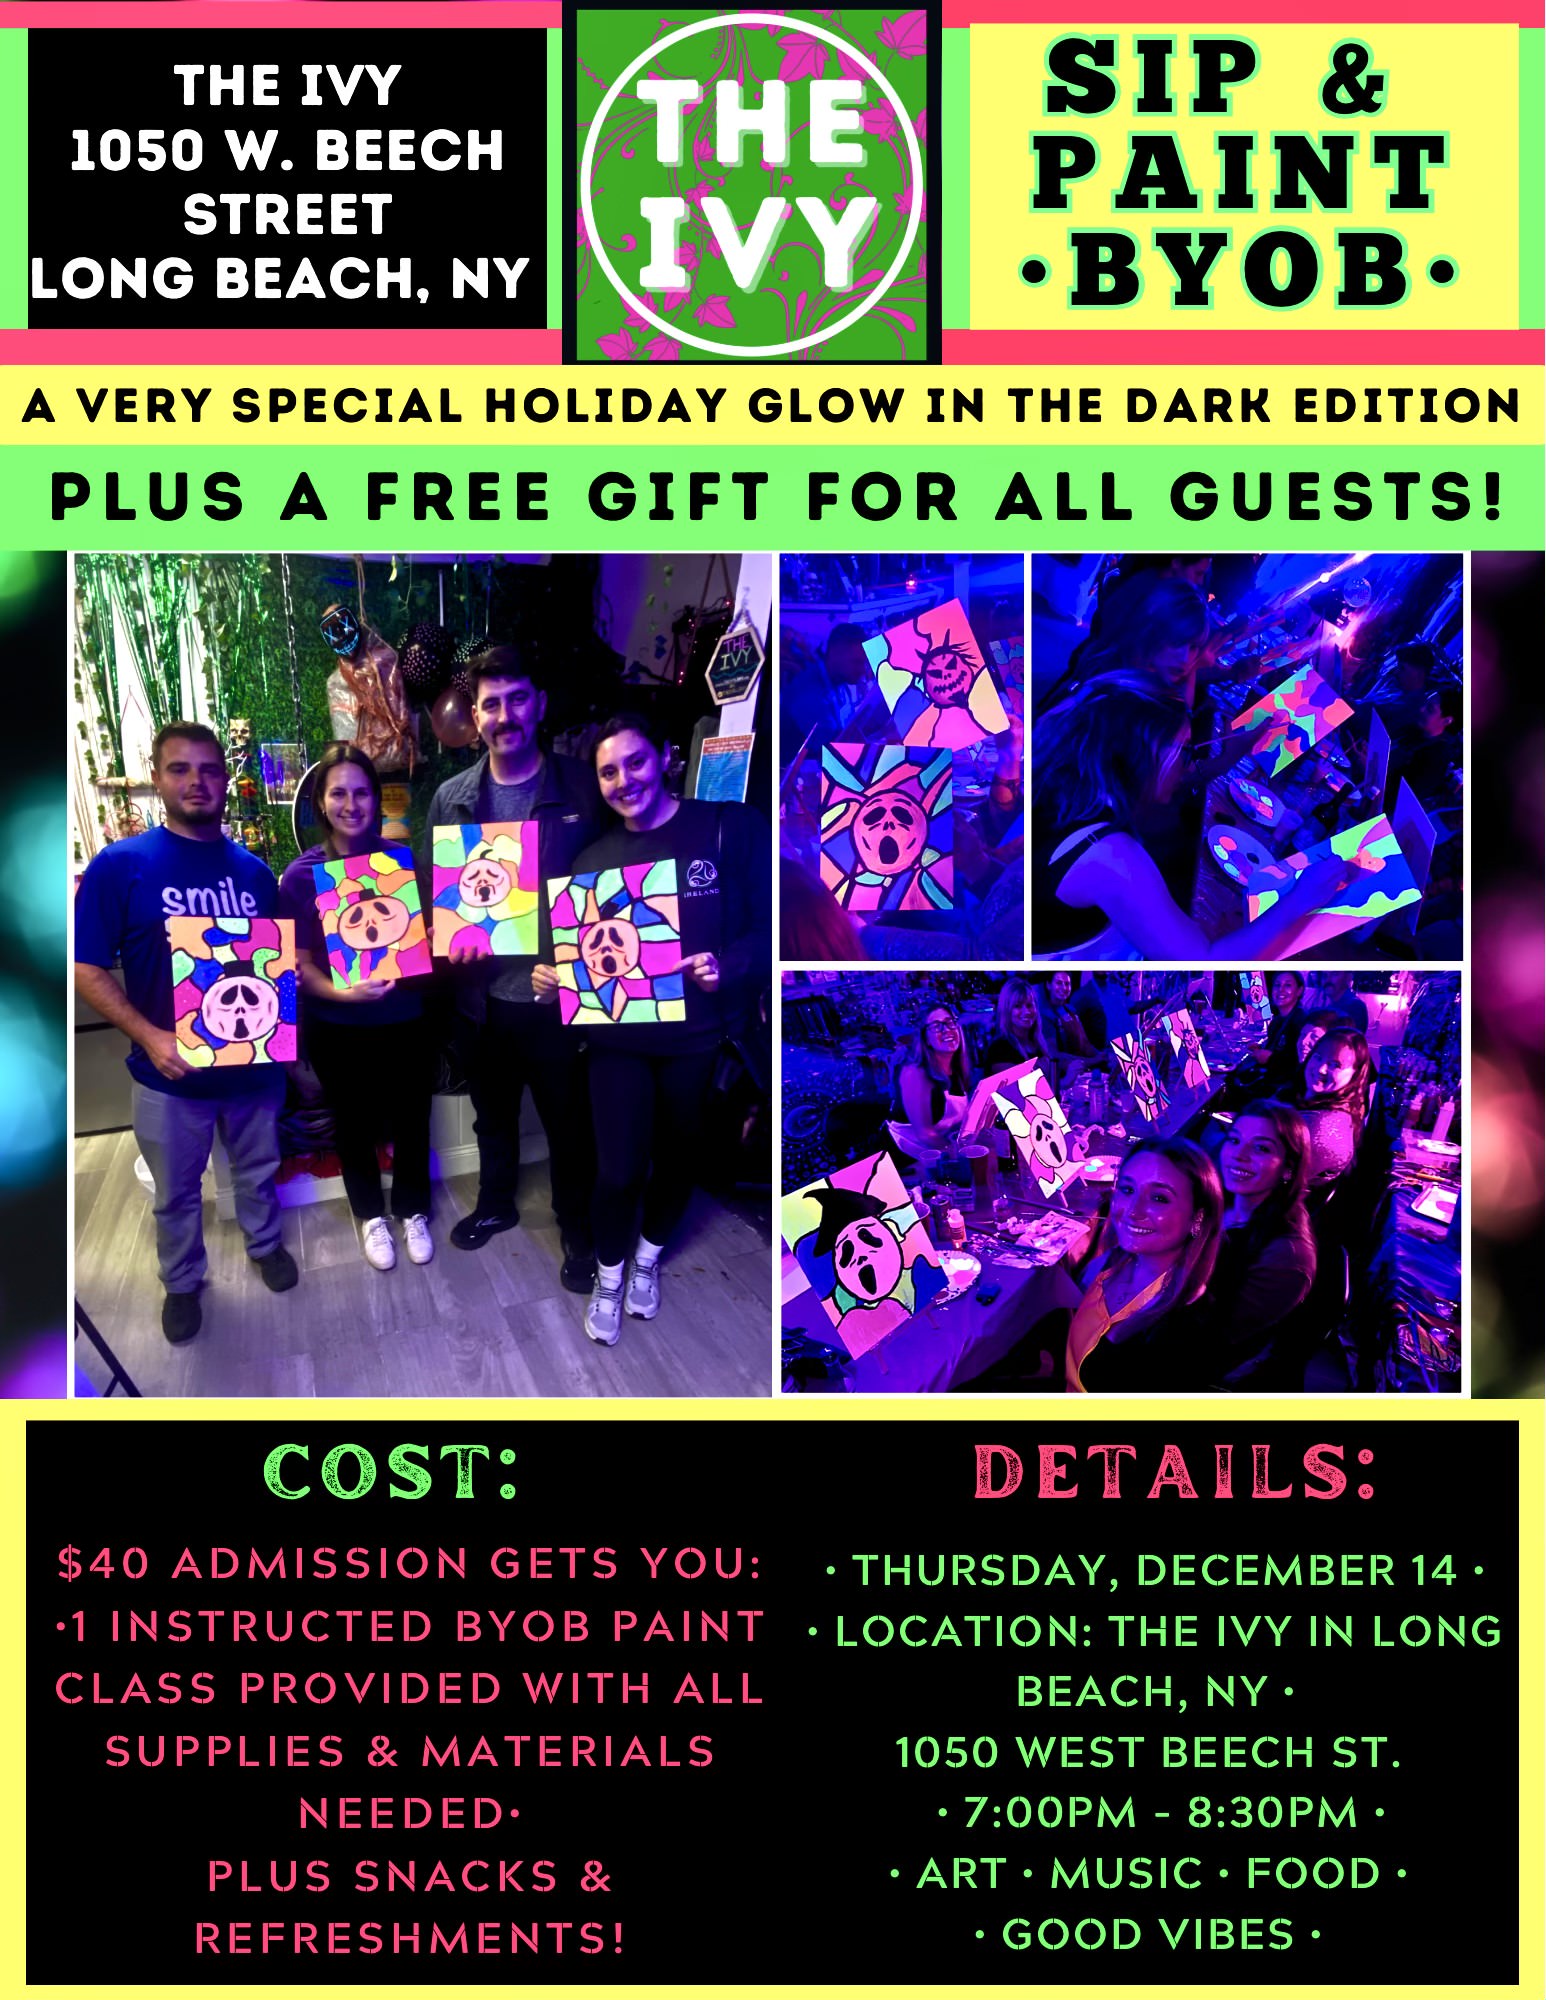 THE IVY
1050 W. BEECH
STREET
LONG BEACH, NY
THE
IVY
SIP &
PAINT
·BYOB·
A VERY SPECIAL HOLIDAY GLOW IN THE DARK EDITION
PLUS A FREE GIFT FOR ALL GUESTS!
THE
IVY
smile
IRELAND
COST:
$40 ADMISSION GETS YOU:
·1 INSTRUCTED BYOB PAINT
CLASS PROVIDED WITH ALL
SUPPLIES & MATERIALS
NEEDED·
PLUS SNACKS &
REFRESHMENTS!
DETAILS:
· THURSDAY, DECEMBER 14 ·
· LOCATION: THE IVY IN LONG
BEACH, NY ·
1050 WEST BEECH ST.
· 7:00PM - 8:30PM ·
· ART · MUSIC · FOOD ·
· GOOD VIBES ·